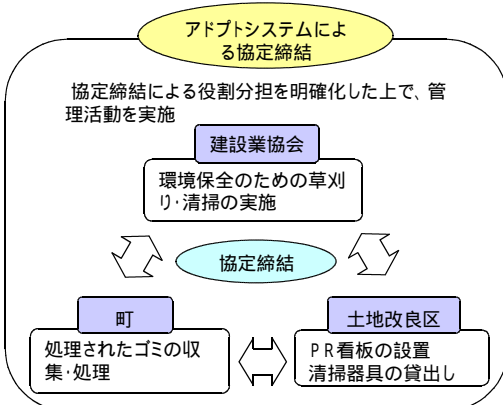 アドプトシステムによ
る協定締結
協定締結による役割分担を明確化した上で、管
理活動を実施
建設業協会
環境保全のための草刈
り・清掃の実施
協定締結
町
処理されたゴミの収
集・処理
土地改良区
ＰＲ看板の設置
清掃器具の貸出し